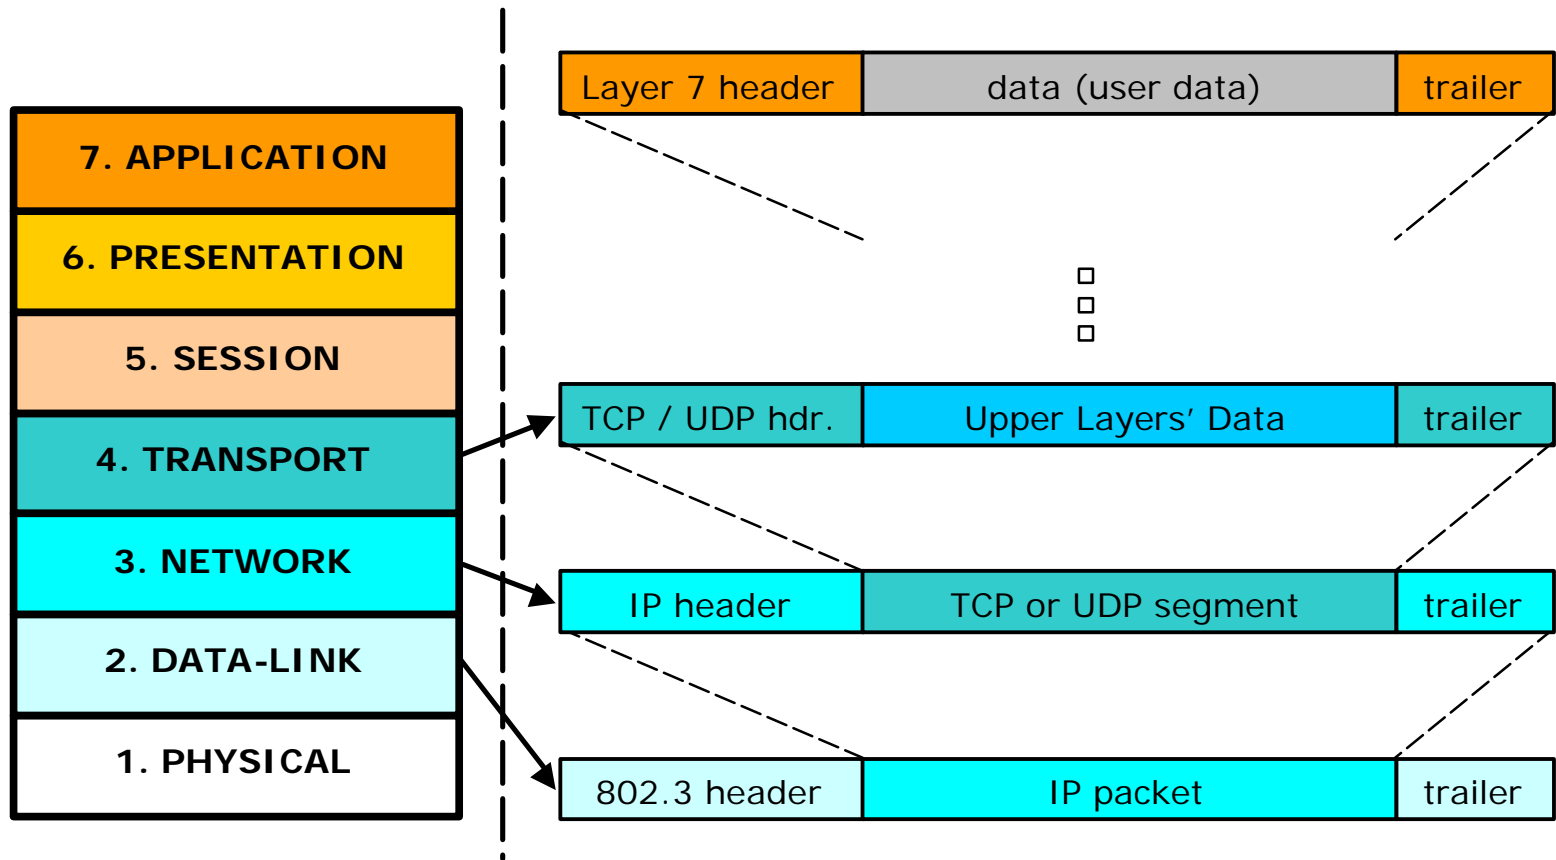 7. APPLICATION
6. PRESENTATION
5. SESSION
4. TRANSPORT
3. NETWORK
2. DATA-LINK
1. PHYSICAL
Layer 7 header data (user data) trailer
TCP / UDP hdr. Upper Layers’ Data trailer
IP header TCP or UDP segment trailer
802.3 header IP packet trailer